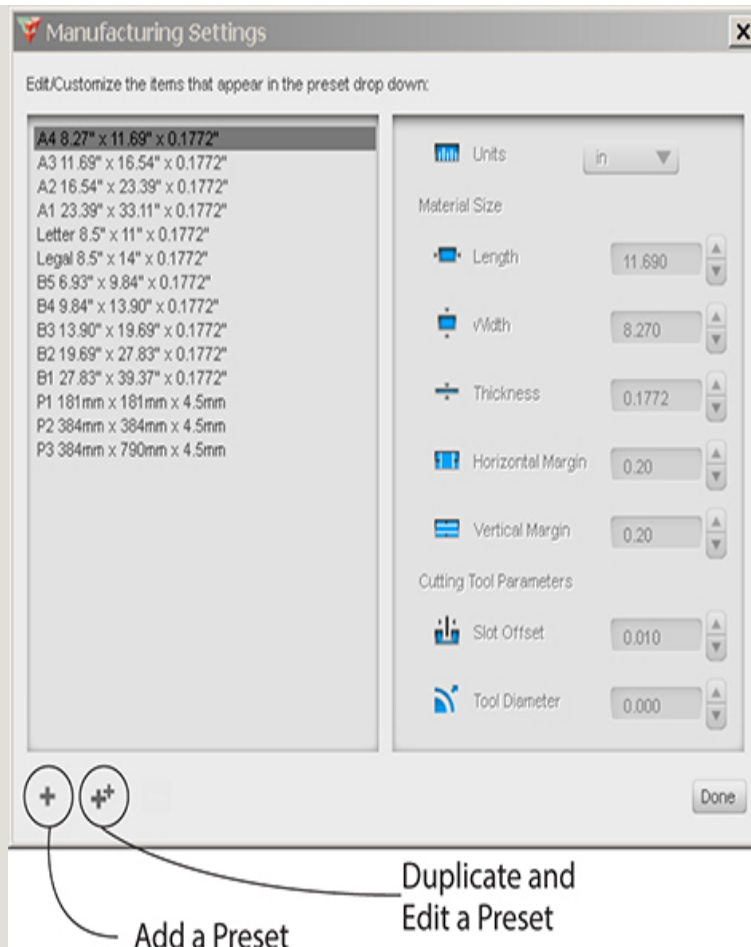 Manufacturing Settings
Edit/Customize the items that appear in the preset drop down:
A4 8.27" x 11.69" x 0.1772"
A3 11.69" x 16.54" x 0.1772"
A2 16.54" x 23.39" x 0.1772"
A1 23.39" x 33.11" x 0.1772"
Letter 8.5" x 11" x 0.1772"
Legal 8.5" x 14" x 0.1772"
B5 6.93" x 9.84" x 0.1772"
B4 9.84" x 13.90" x 0.1772"
B3 13.90" x 19.69" x 0.1772"
B2 19.69" x 27.83" x 0.1772"
B1 27.83" x 39.37" x 0.1772"
P1 181mm x 181mm x 4.5mm
P2 384mm x 384mm x 4.5mm
P3 384mm x 790mm x 4.5mm
Units in
Material Size
Length 11.690
Width 8.270
Thickness 0.1772
Horizontal Margin 0.20
Vertical Margin 0.20
Cutting Tool Parameters
Slot Offset 0.010
Tool Diameter 0.000
Done
Duplicate and
Edit a Preset
Add a Preset